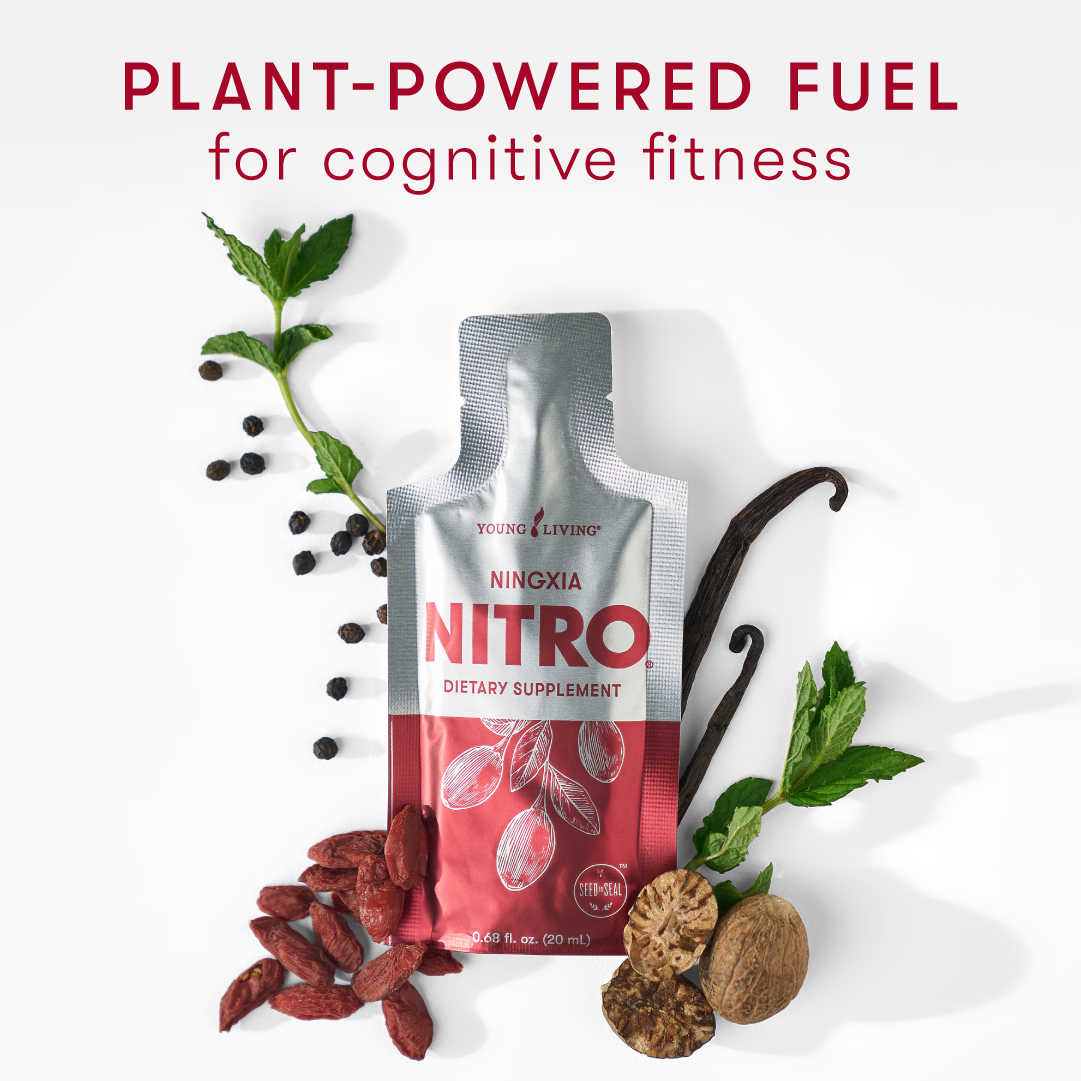 PLANT-POWERED FUEL
for cognitive fitness
YOUNG LIVING®
NINGXIA
NITRO®
DIETARY SUPPLEMENT
SEED TO SEAL™
0.68 fl. oz. (20 mL)